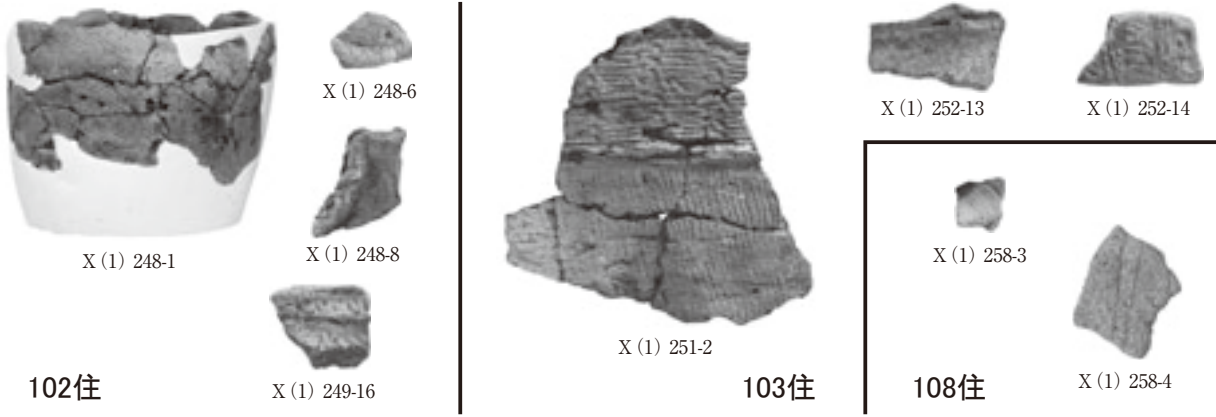 X (1) 248-1
X (1) 248-6
X (1) 248-8
X (1) 249-16
102住
X (1) 251-2
X (1) 252-13
X (1) 252-14
103住
X (1) 258-3
X (1) 258-4
108住